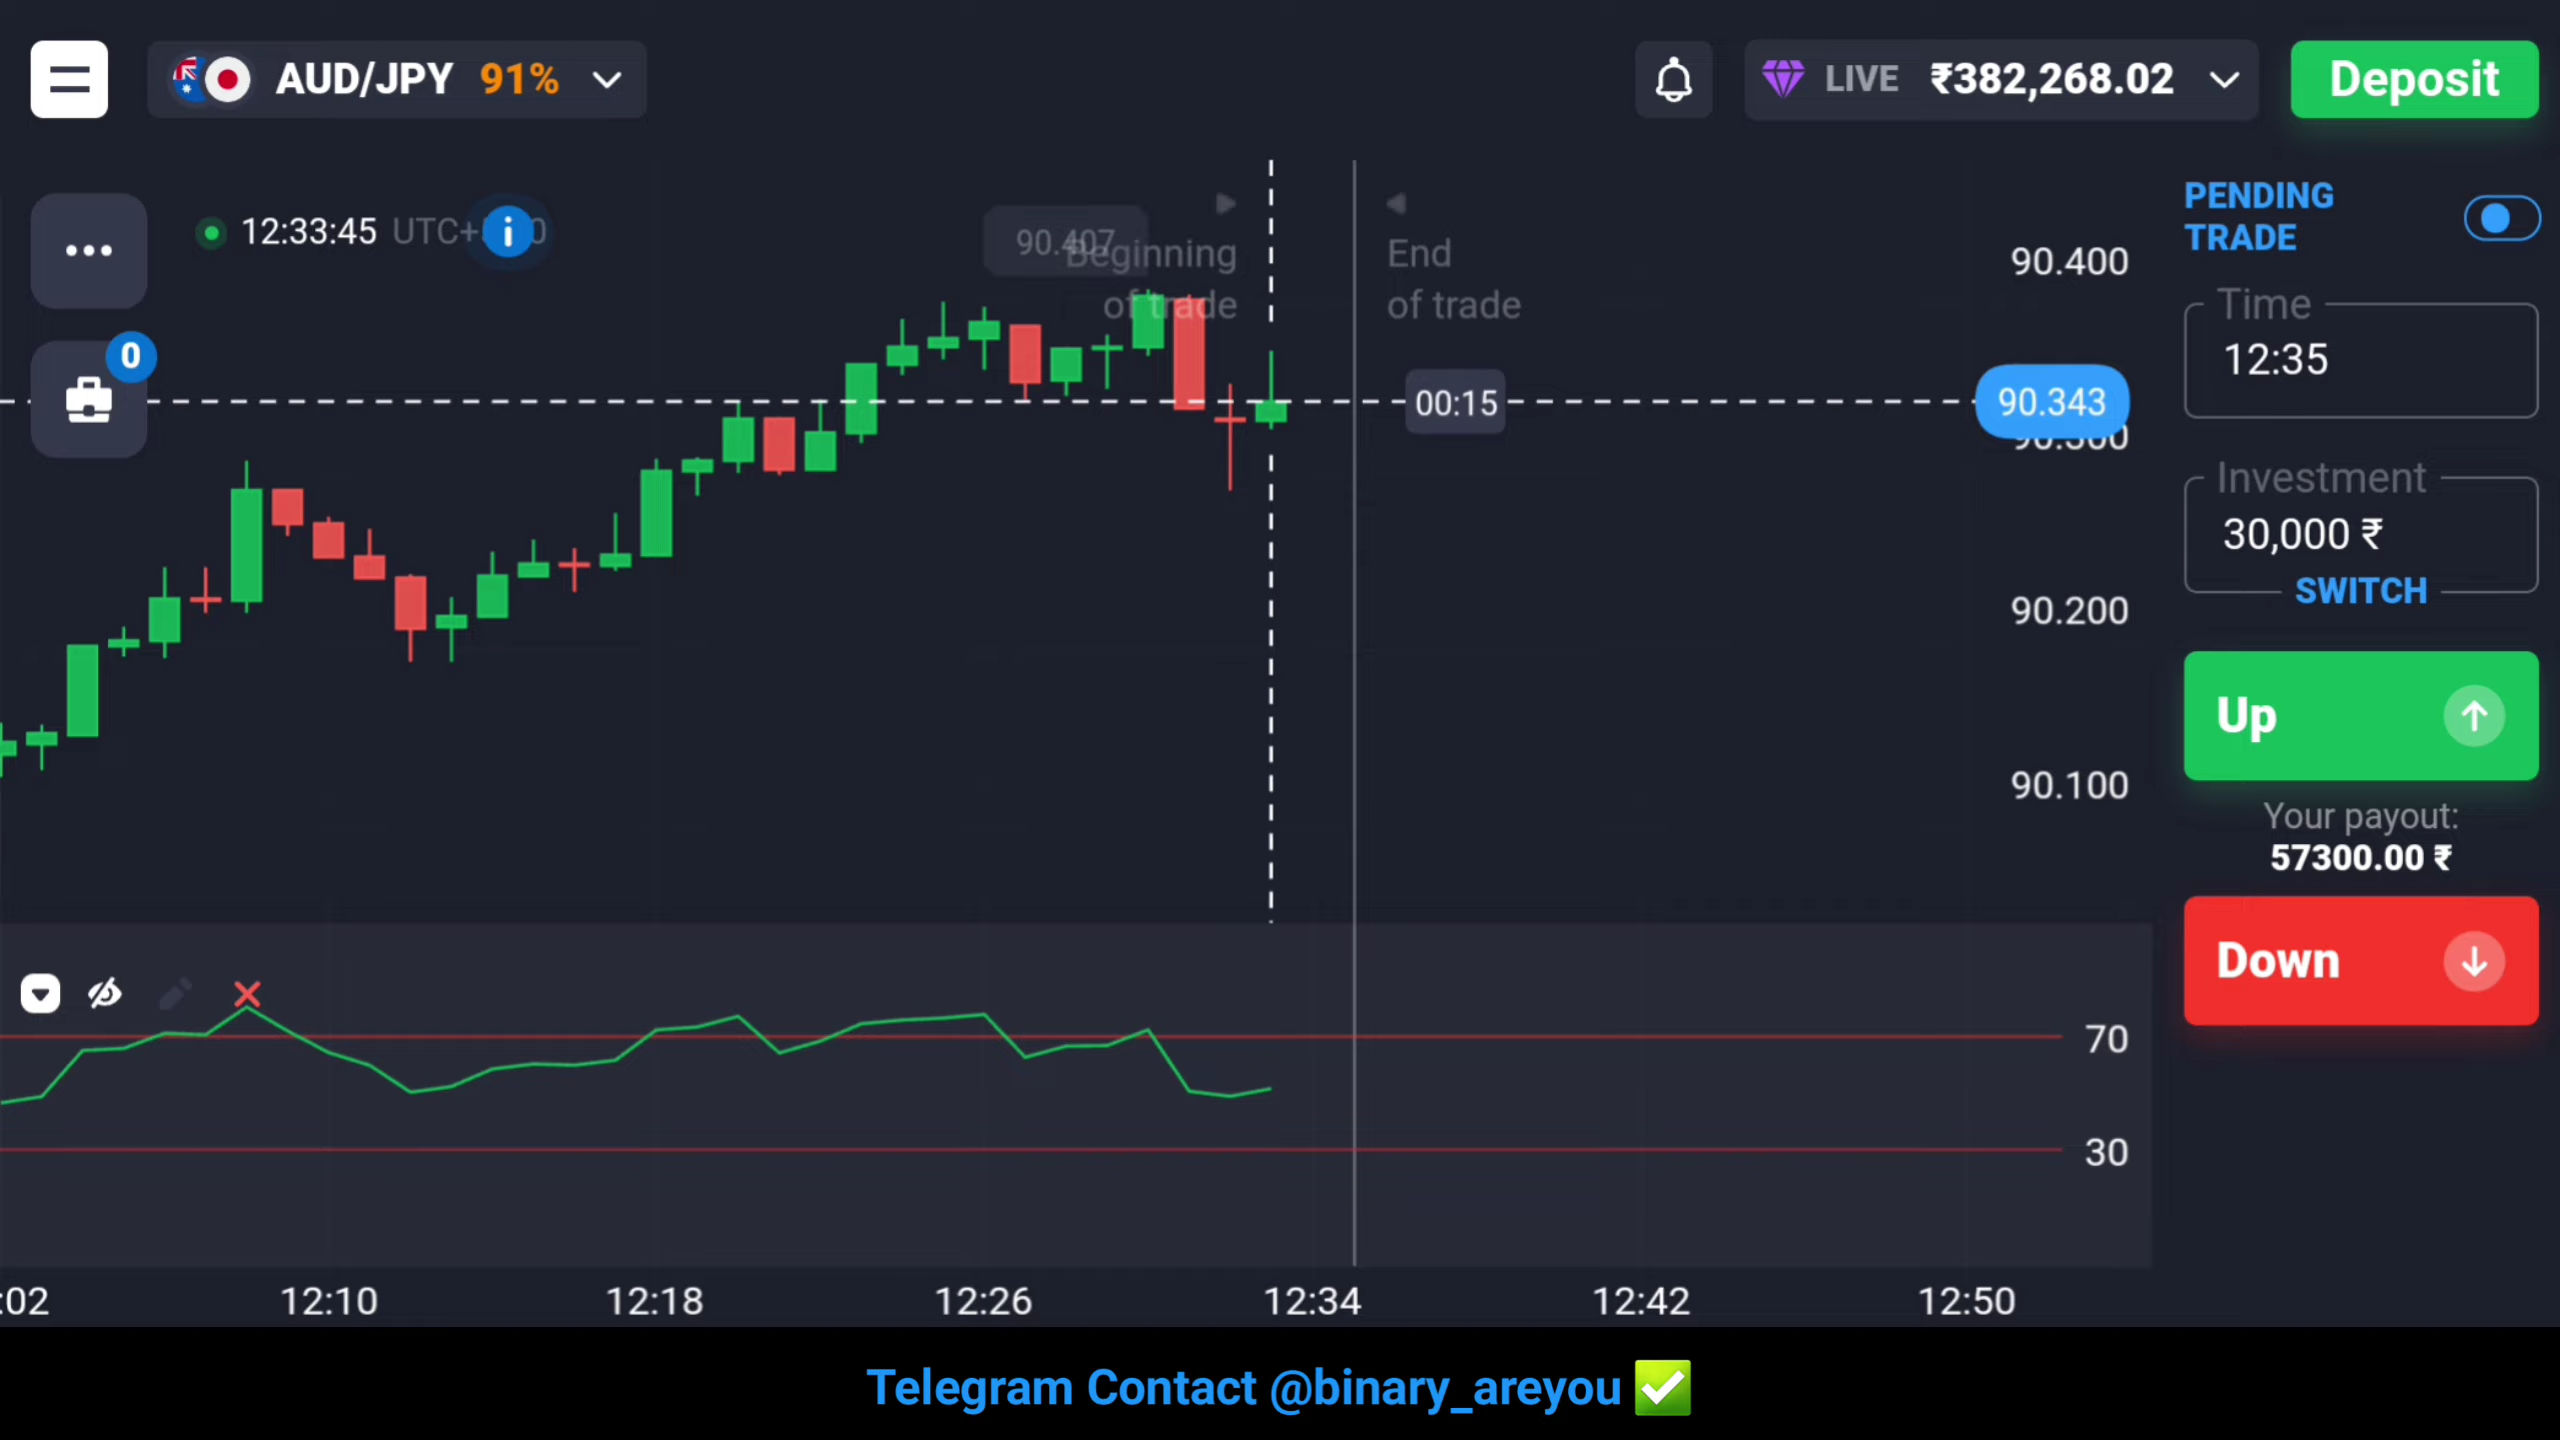 AUD/JPY 91%
LIVE ₹382,268.02
Deposit
12:33:45 UTC+
90.407
Beginning
of trade
End
of trade
90.400
PENDING
TRADE
Time
12:35
0
00:15
90.343
Investment
30,000 ₹
SWITCH
90.200
Up
90.100
Your payout:
57300.00 ₹
Down
70
30
:02
12:10
12:18
12:26
12:34
12:42
12:50
Telegram Contact @binary_areyou